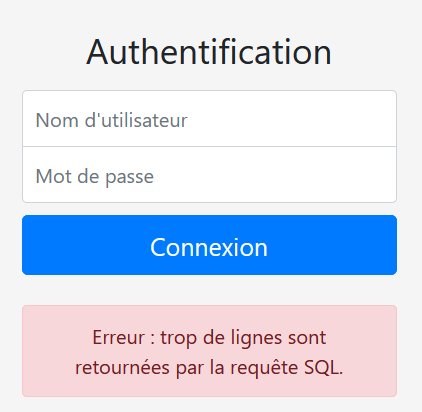 Authentification
Nom d'utilisateur
Mot de passe
Connexion
Erreur : trop de lignes sont
retournées par la requête SQL.